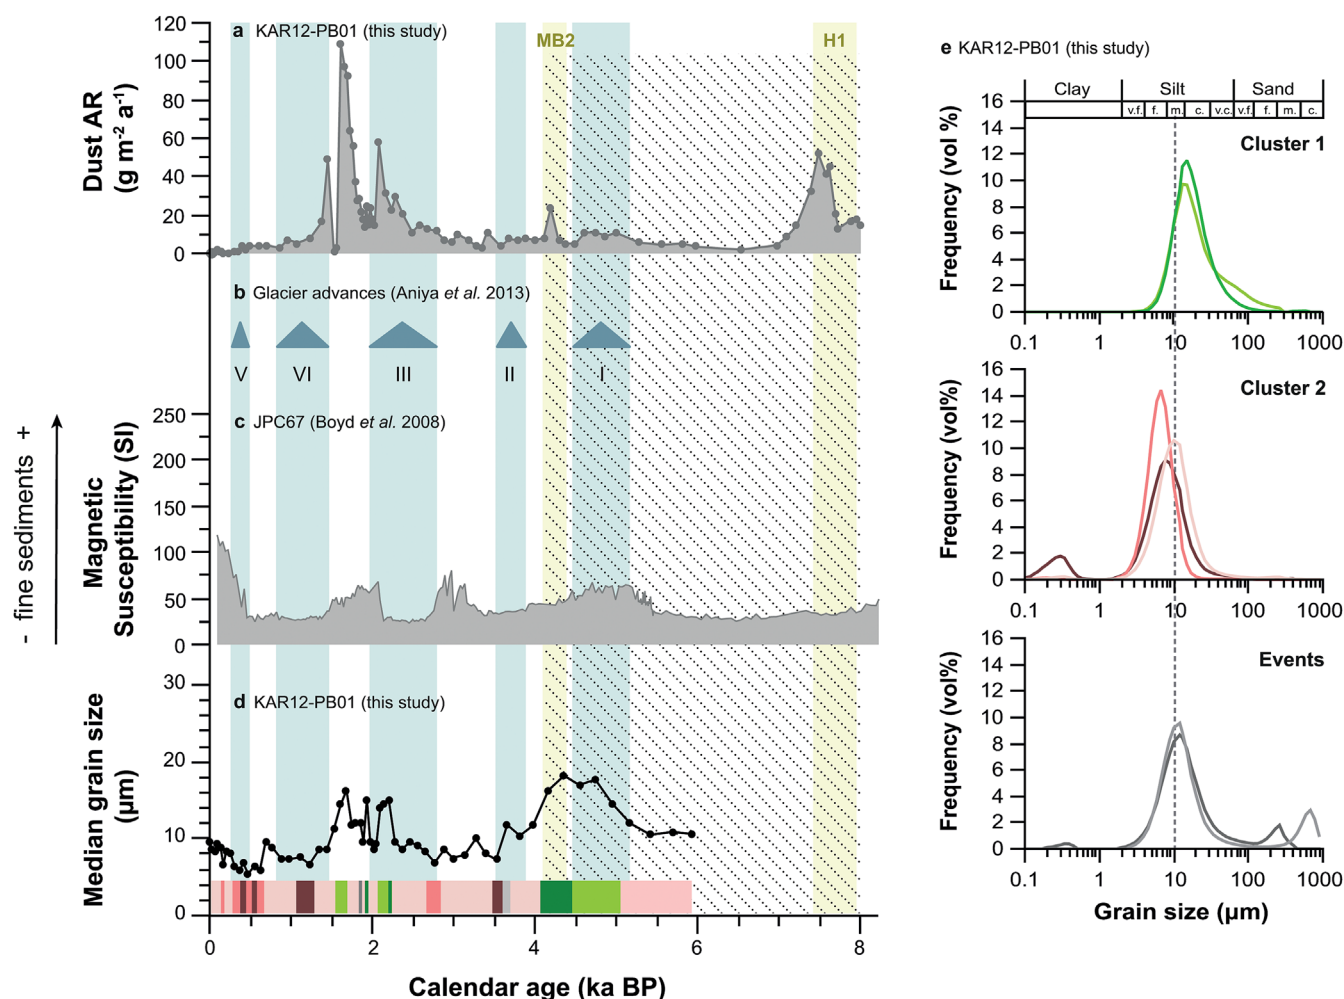 a KAR12-PB01 (this study)
MB2
H1
120
100
80
60
40
20
0
Dust AR
(g m⁻² a⁻¹)
b Glacier advances (Aniya et al. 2013)
V
VI
III
II
I
c JPC67 (Boyd et al. 2008)
250
200
150
100
50
0
Magnetic
Susceptibility (SI)
- fine sediments +
d KAR12-PB01 (this study)
30
20
10
0
Median grain size
(µm)
0
2
4
6
8
Calendar age (ka BP)
e KAR12-PB01 (this study)
Clay
Silt
Sand
v.f.
f.
m.
c.
v.c.
v.f.
f.
m.
c.
Cluster 1
16
14
12
10
8
6
4
2
0
Frequency (vol %)
0.1
1
10
100
1000
Cluster 2
16
14
12
10
8
6
4
2
0
Frequency (vol%)
0.1
1
10
100
1000
Events
16
14
12
10
8
6
4
2
0
Frequency (vol%)
0.1
1
10
100
1000
Grain size (µm)